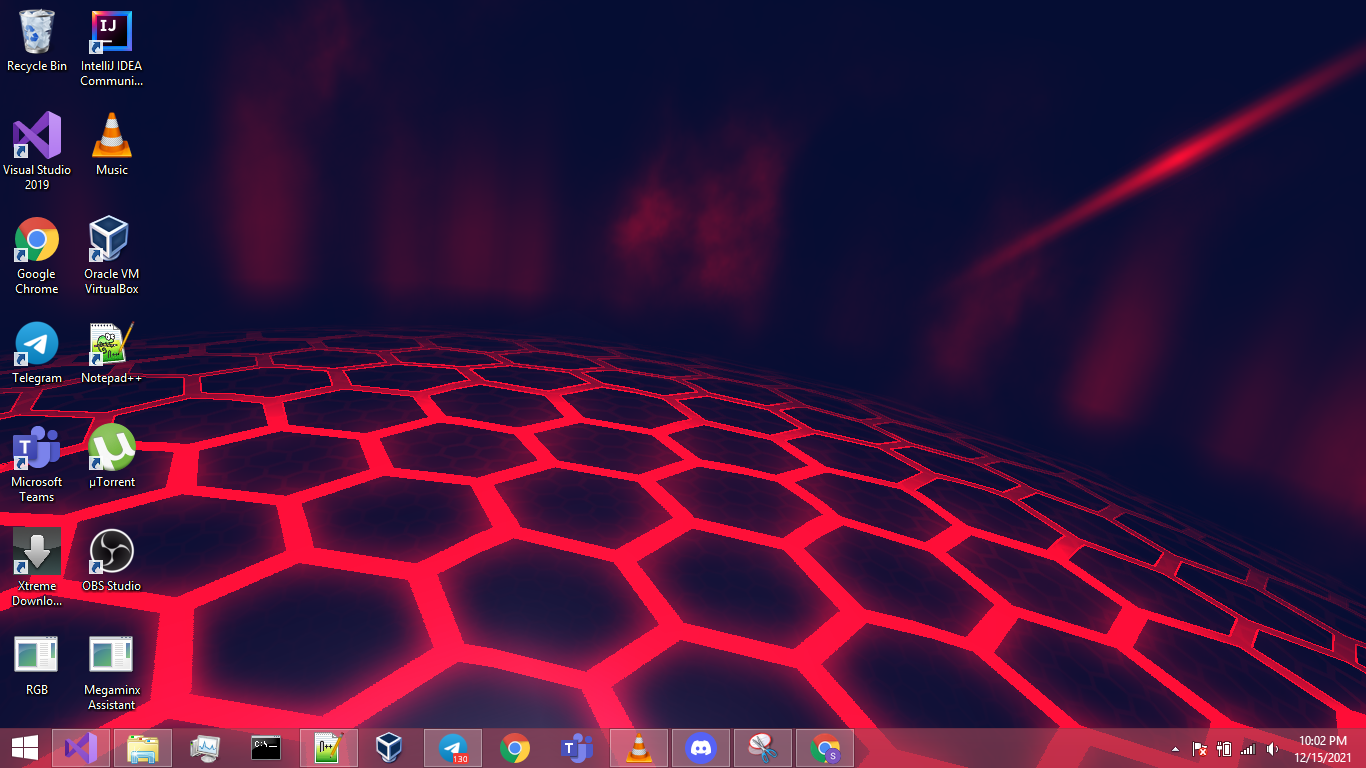 Recycle Bin
IntelliJ IDEA
Communi...
Visual Studio
2019
Music
Google
Chrome
Oracle VM
VirtualBox
Telegram
Notepad++
Microsoft
Teams
µTorrent
Xtreme
Downlo...
OBS Studio
RGB
Megaminx
Assistant
IJ
T
C:\
n++
130
T
S
10:02 PM
12/15/2021